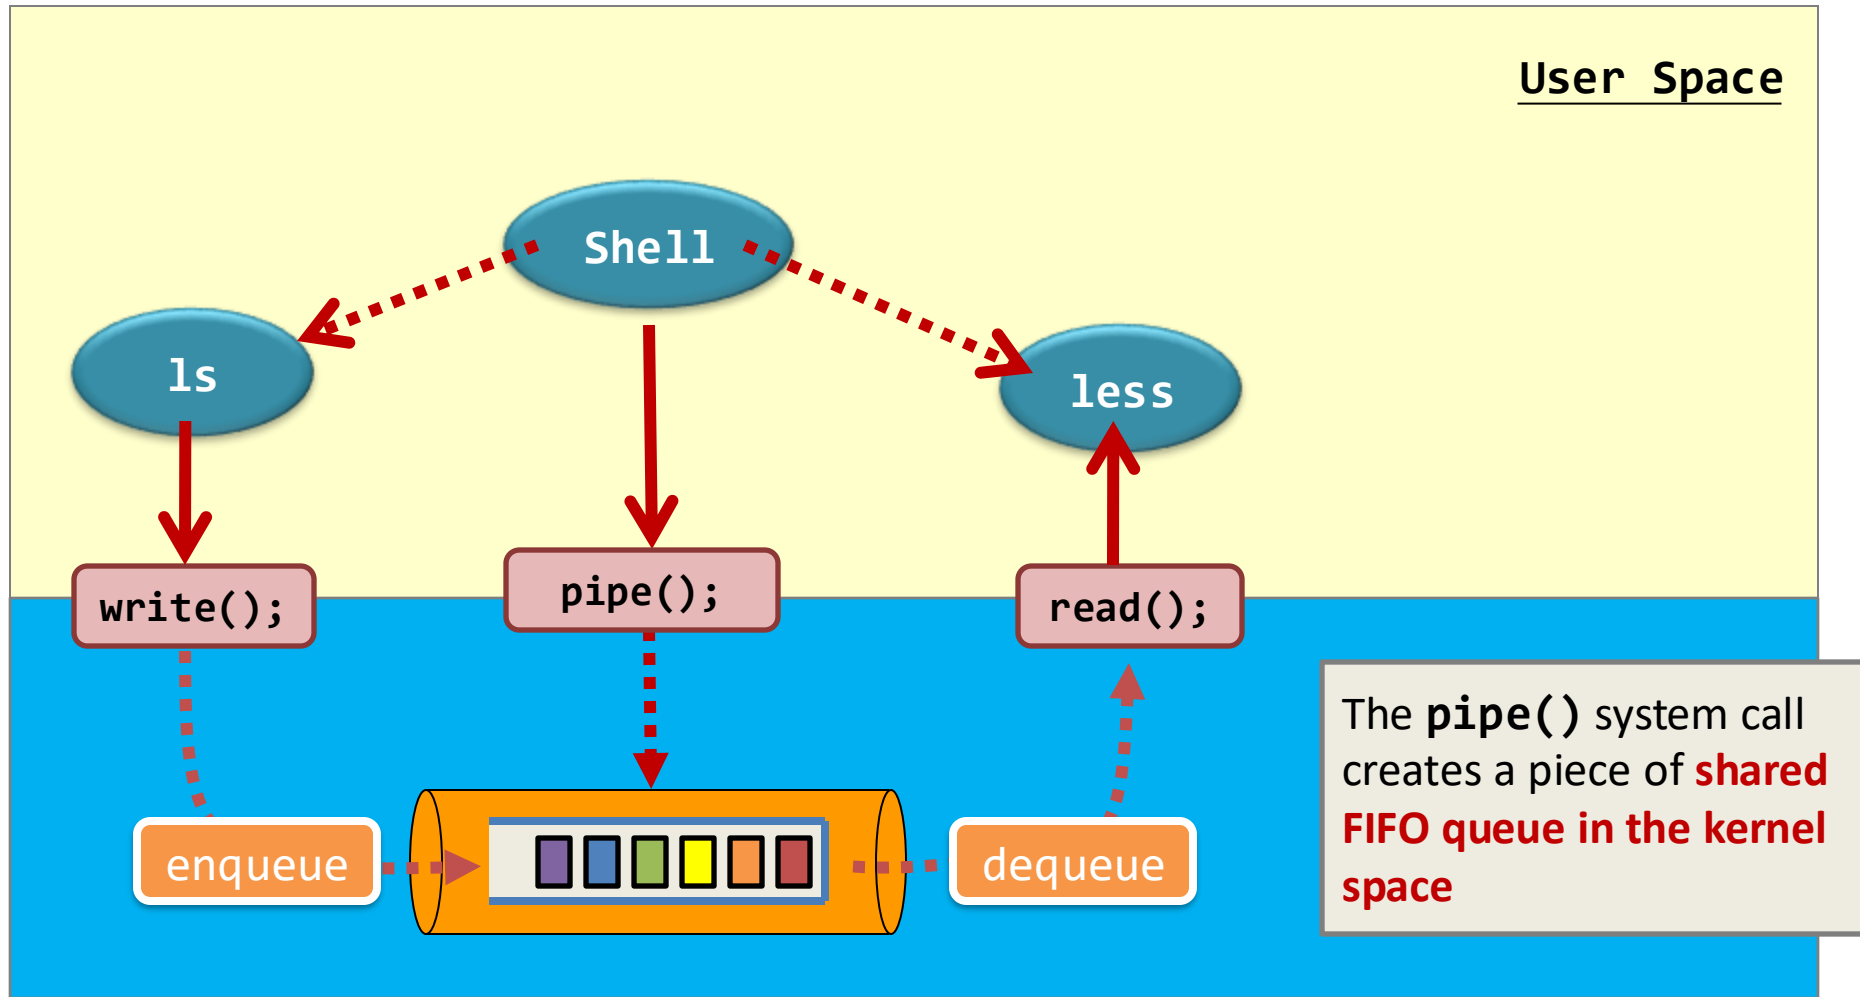 User Space
Shell
ls
less
write();
pipe();
read();
The pipe() system call
creates a piece of shared
FIFO queue in the kernel
space
enqueue
dequeue